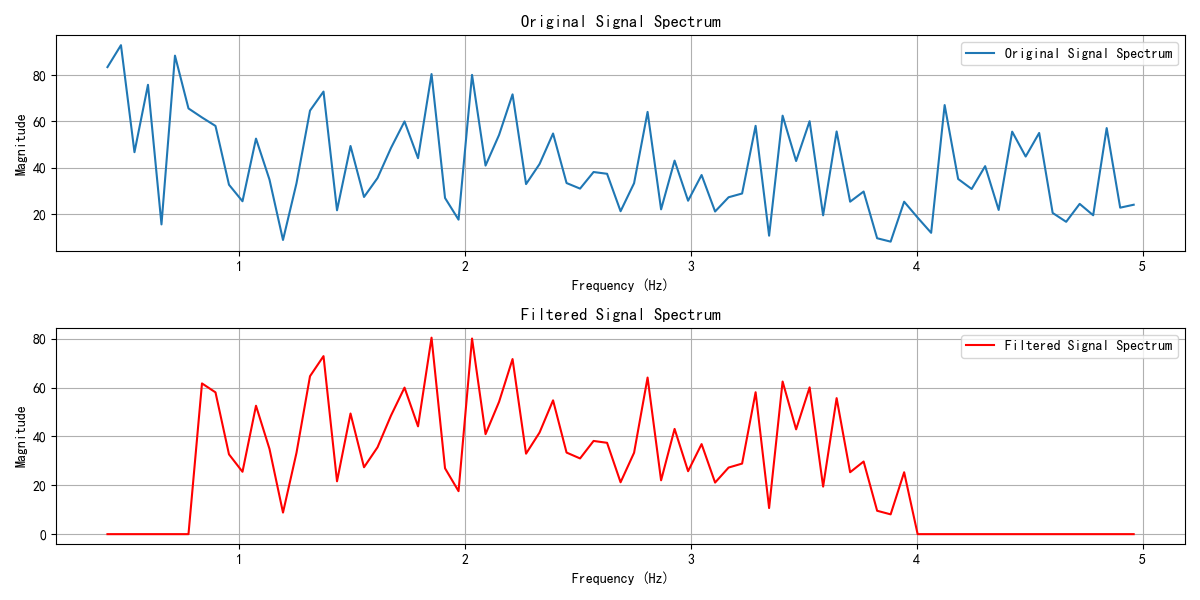 Original Signal Spectrum
Original Signal Spectrum
Magnitude
80
60
40
20
1 2 3 4 5
Frequency (Hz)
Filtered Signal Spectrum
Filtered Signal Spectrum
Magnitude
80
60
40
20
0
1 2 3 4 5
Frequency (Hz)